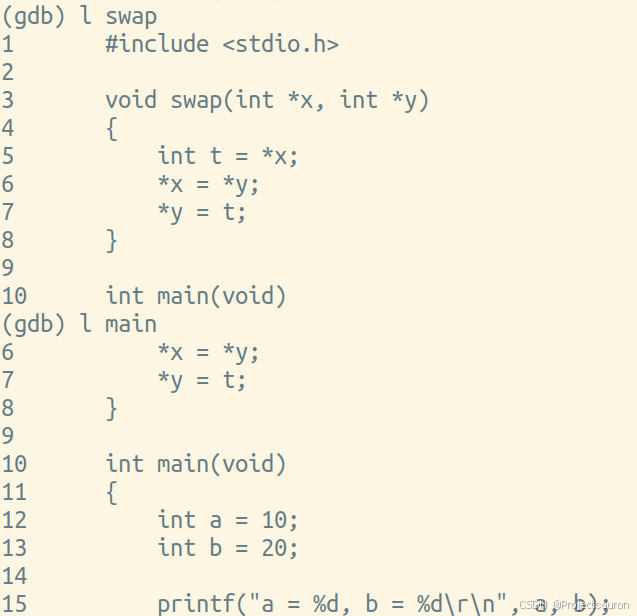 (gdb) l swap
1       #include <stdio.h>
2
3       void swap(int *x, int *y)
4       {
5           int t = *x;
6           *x = *y;
7           *y = t;
8       }
9
10      int main(void)
(gdb) l main
6           *x = *y;
7           *y = t;
8       }
9
10      int main(void)
11      {
12          int a = 10;
13          int b = 20;
14
15          printf("a = %d, b = %d\r\n", a, b);
CSDN @Projectsauron